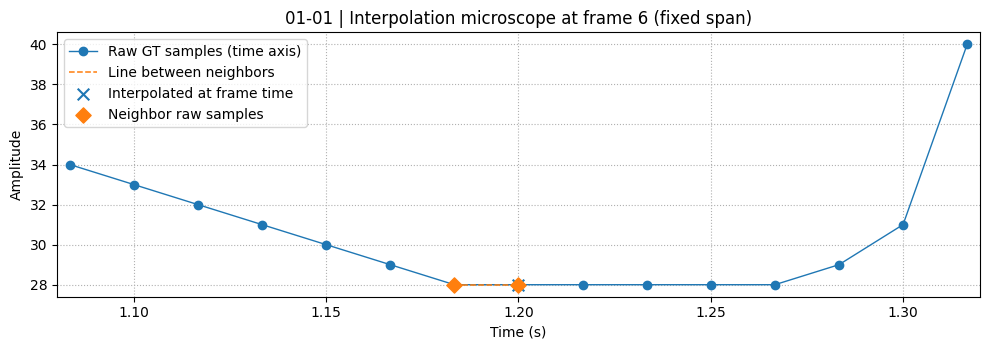 01-01 | Interpolation microscope at frame 6 (fixed span)
Raw GT samples (time axis)
Line between neighbors
Interpolated at frame time
Neighbor raw samples
Amplitude
40
38
36
34
32
30
28
1.10 1.15 1.20 1.25 1.30
Time (s)